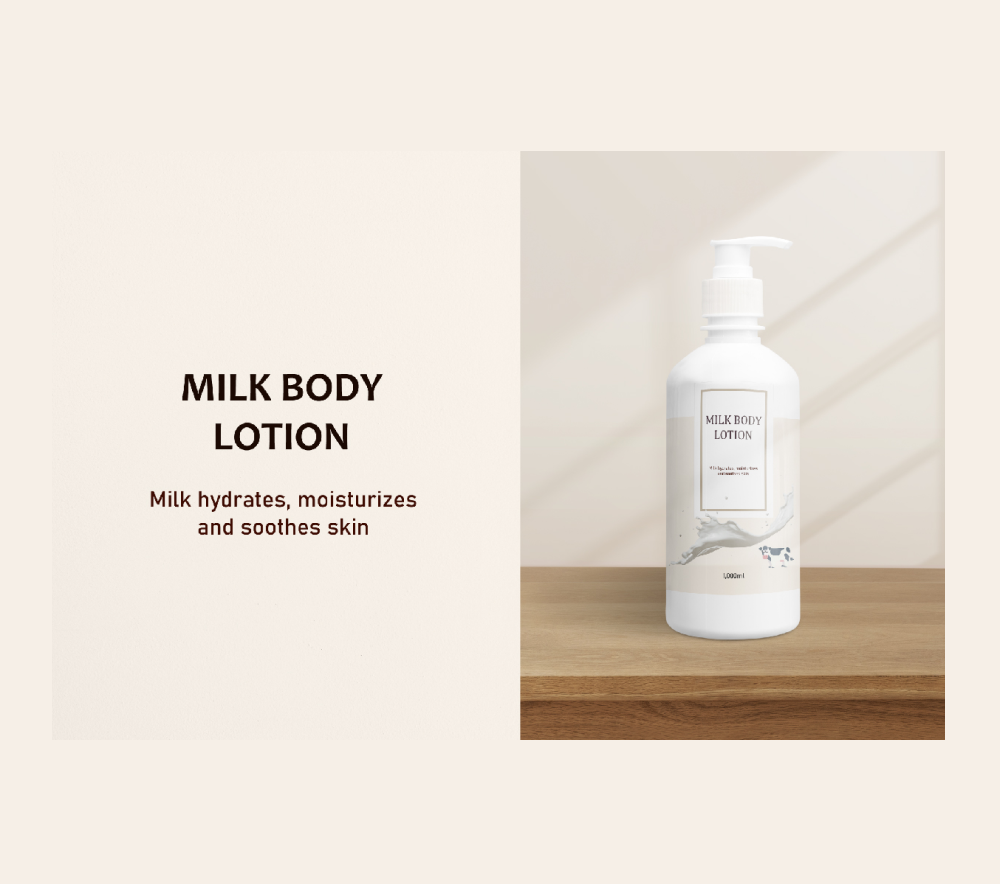 MILK BODY
LOTION
Milk hydrates, moisturizes
and soothes skin
MILK BODY
LOTION
1,000ml